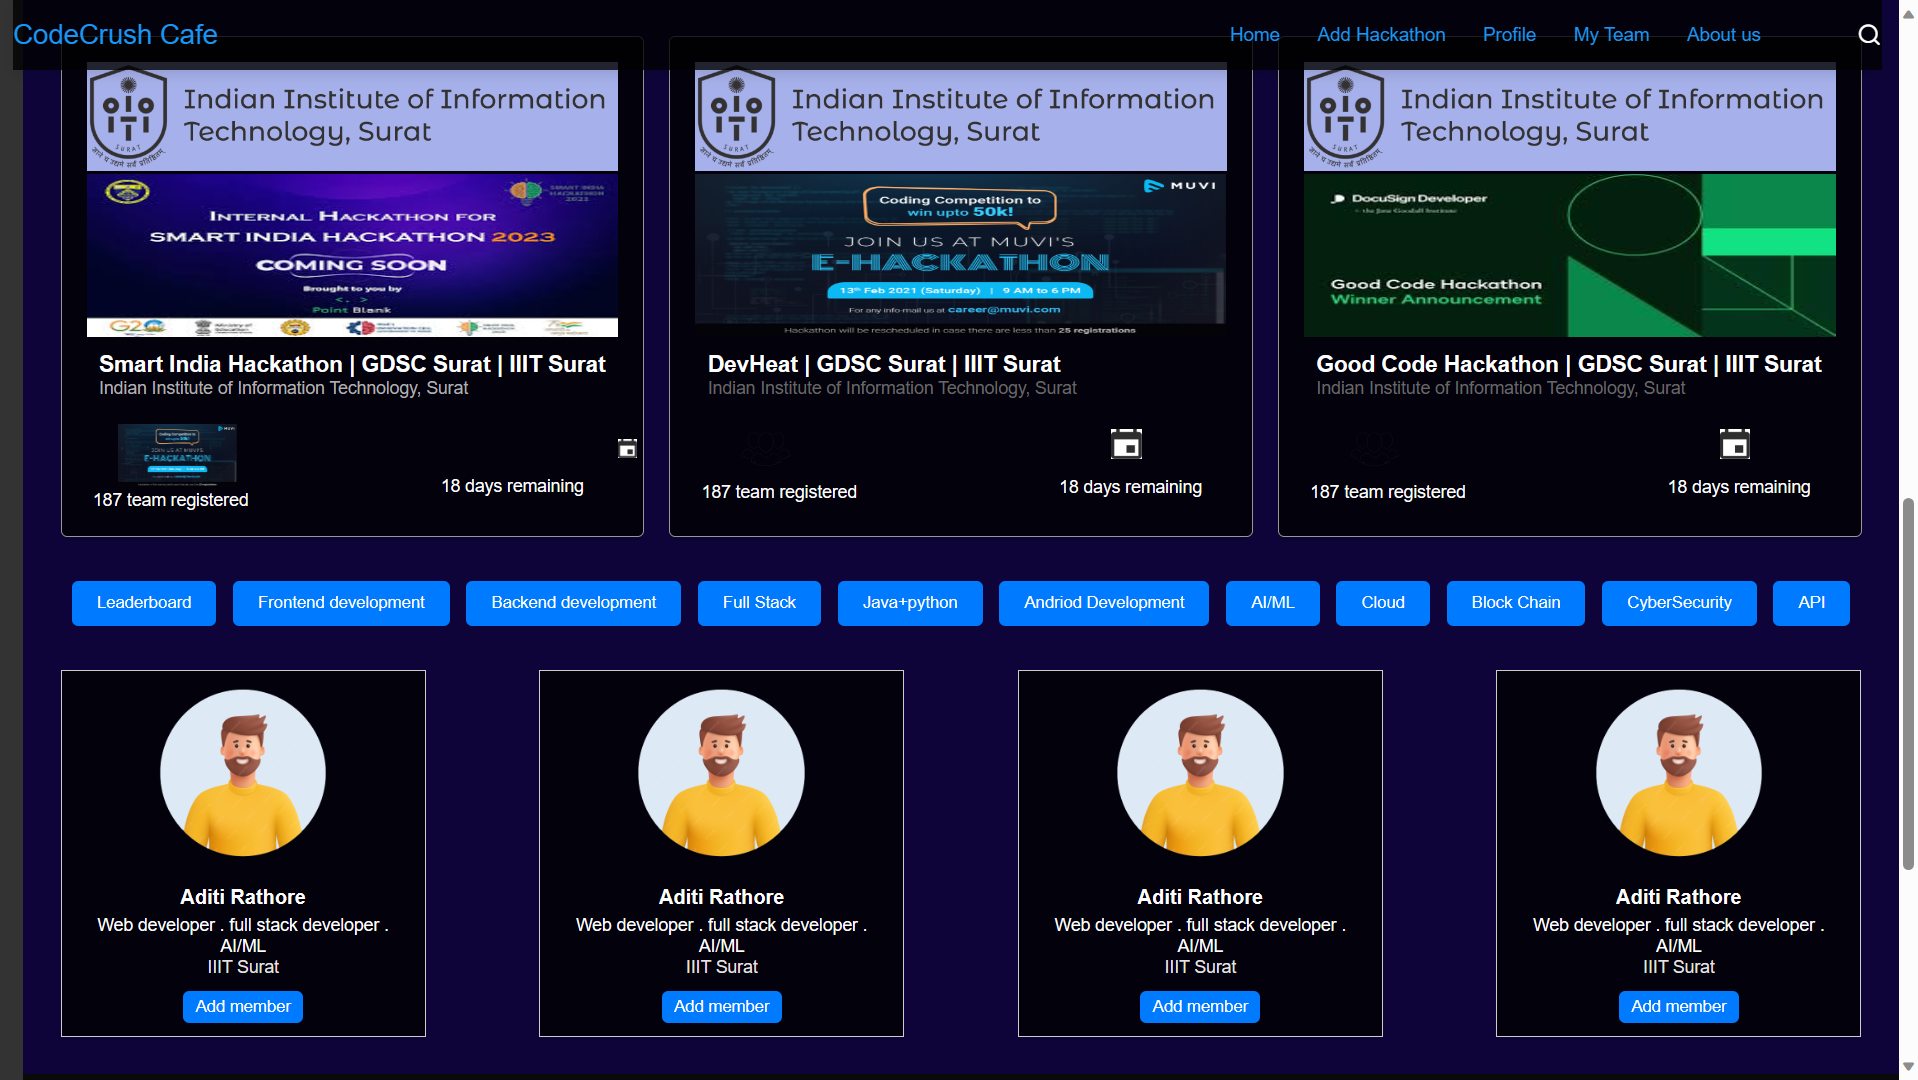 CodeCrush Cafe
Home Add Hackathon Profile My Team About us
Indian Institute of Information
Technology, Surat
SURAT
SMART INDIA
HACKATHON
INTERNAL HACKATHON FOR
SMART INDIA HACKATHON 2023
COMING SOON
Brought to you by
< . >
Point Blank
G20
Smart India Hackathon | GDSC Surat | IIIT Surat
Indian Institute of Information Technology, Surat
187 team registered
18 days remaining
Indian Institute of Information
Technology, Surat
SURAT
MUVI
Coding Competition to
win upto 50k!
JOIN US AT MUVI'S
E-HACKATHON
13th Feb 2021 (Saturday) | 9 AM to 6 PM
For any info mail us at career@muvi.com
Hackathon will be rescheduled in case there are less than 25 registrations
DevHeat | GDSC Surat | IIIT Surat
Indian Institute of Information Technology, Surat
187 team registered
18 days remaining
Indian Institute of Information
Technology, Surat
SURAT
DocuSign Developer
the Jane Goodall Institute
Good Code Hackathon
Winner Announcement
Good Code Hackathon | GDSC Surat | IIIT Surat
Indian Institute of Information Technology, Surat
187 team registered
18 days remaining
Leaderboard Frontend development Backend development Full Stack Java+python Andriod Development AI/ML Cloud Block Chain CyberSecurity API
Aditi Rathore
Web developer . full stack developer .
AI/ML
IIIT Surat
Add member
Aditi Rathore
Web developer . full stack developer .
AI/ML
IIIT Surat
Add member
Aditi Rathore
Web developer . full stack developer .
AI/ML
IIIT Surat
Add member
Aditi Rathore
Web developer . full stack developer .
AI/ML
IIIT Surat
Add member